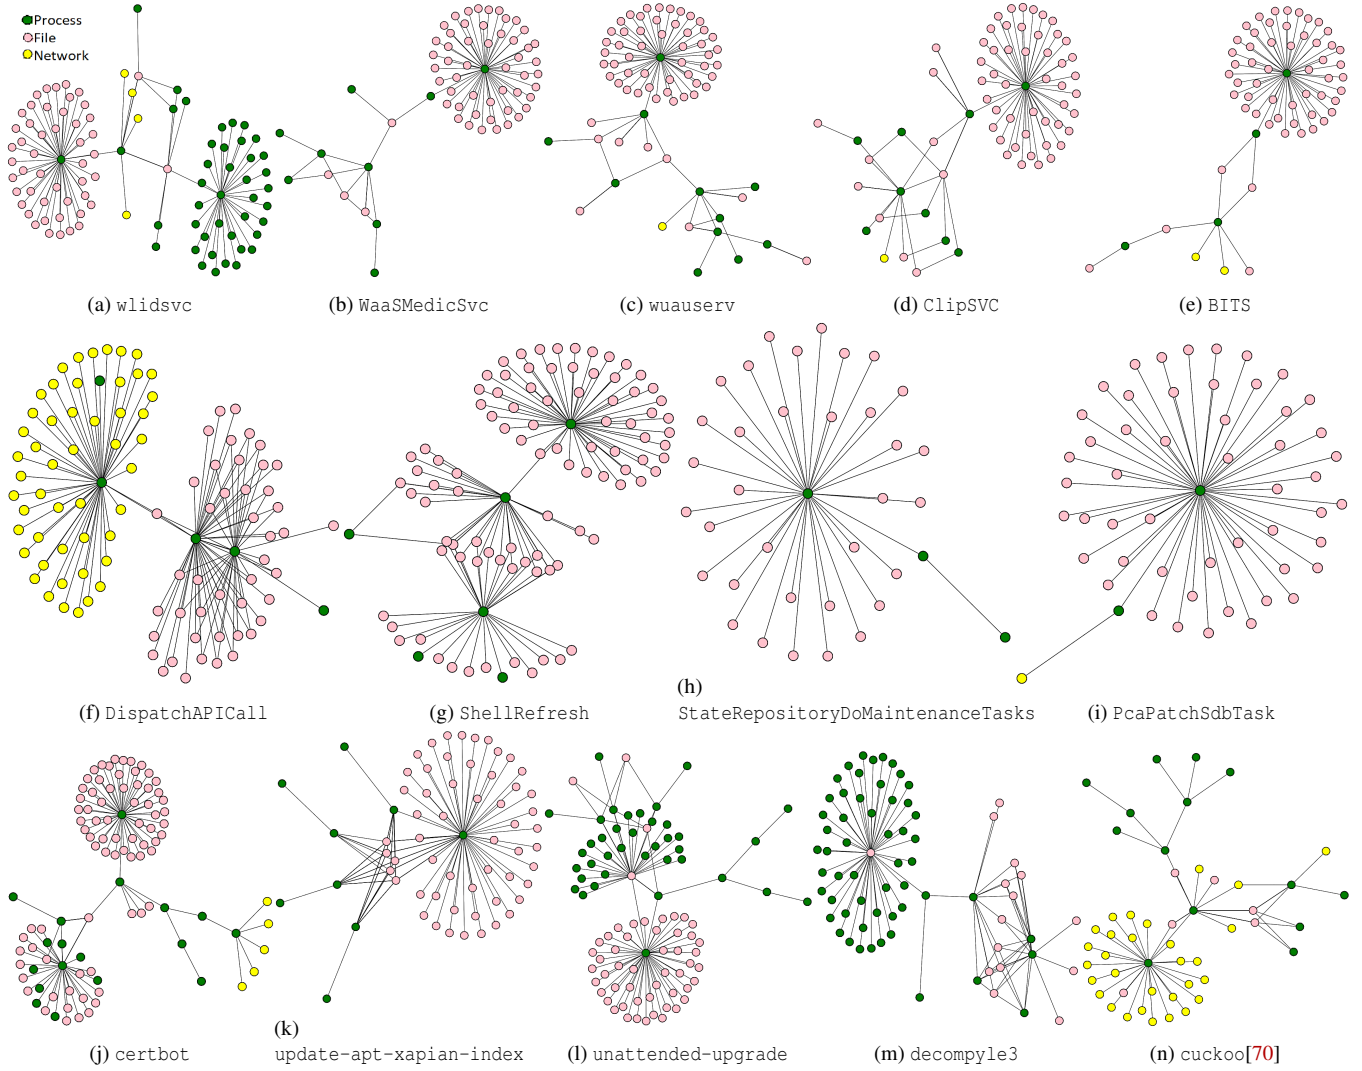 Process
File
Network
(a) wlidsvc
(b) WaaSMedicSvc
(c) wuauserv
(d) ClipSVC
(e) BITS
(f) DispatchAPICall
(g) ShellRefresh
(h)
StateRepositoryDoMaintenanceTasks
(i) PcaPatchSdbTask
(j) certbot
(k)
update-apt-xapian-index
(l) unattended-upgrade
(m) decompyle3
(n) cuckoo[70]